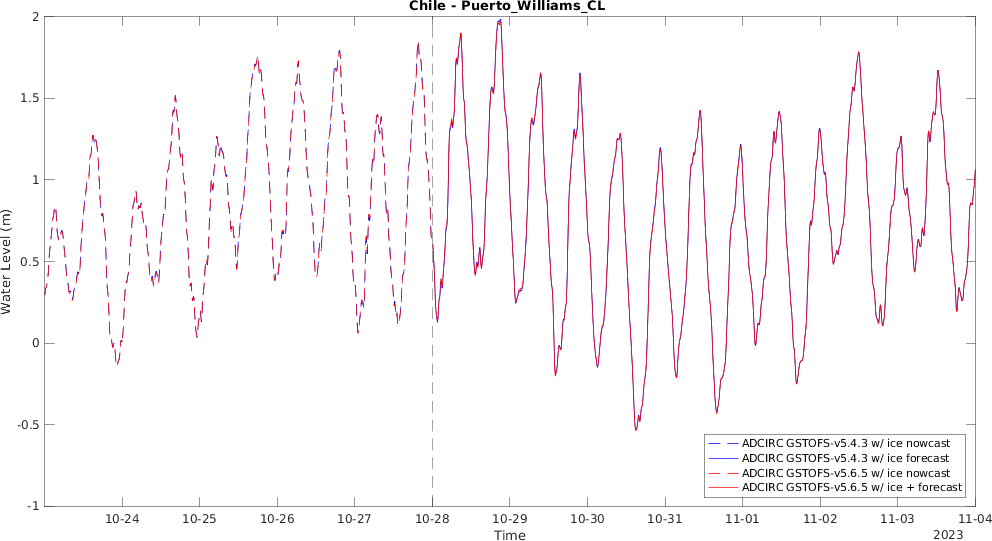 Chile - Puerto_Williams_CL
Water Level (m)
2
1.5
1
0.5
0
-0.5
-1
ADCIRC GSTOFS-v5.4.3 w/ ice nowcast
ADCIRC GSTOFS-v5.4.3 w/ ice forecast
ADCIRC GSTOFS-v5.6.5 w/ ice nowcast
ADCIRC GSTOFS-v5.6.5 w/ ice + forecast
10-24 10-25 10-26 10-27 10-28 10-29 10-30 10-31 11-01 11-02 11-03 11-04
Time
2023